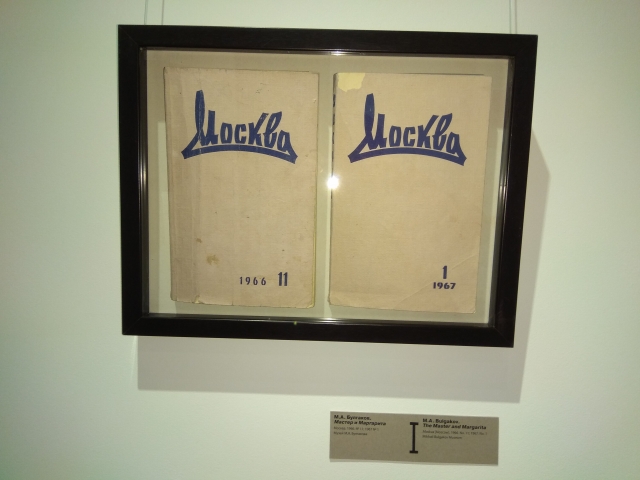 Москва
1966 11
Москва
1
1967
М.А. Булгаков.
Мастер и Маргарита
M.A. Bulgakov.
The Master and Margarita